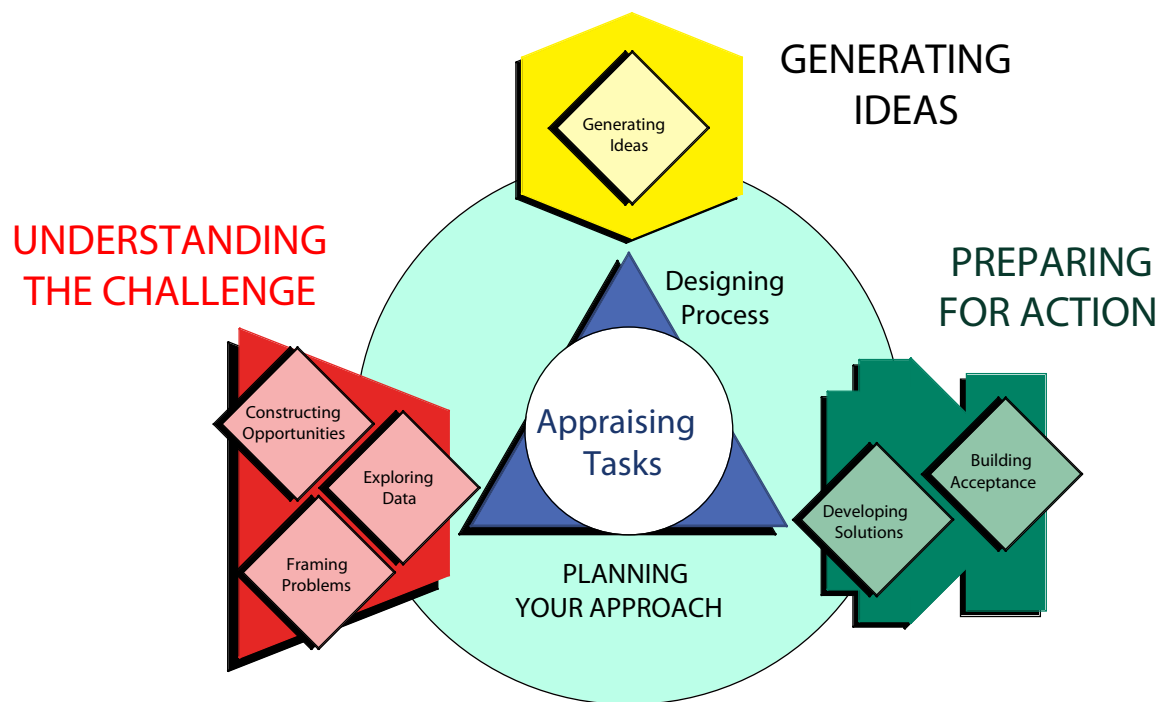 GENERATING
IDEAS
Generating
Ideas
UNDERSTANDING
THE CHALLENGE
PREPARING
FOR ACTION
Designing
Process
Constructing
Opportunities
Exploring
Data
Framing
Problems
Appraising
Tasks
Building
Acceptance
Developing
Solutions
PLANNING
YOUR APPROACH